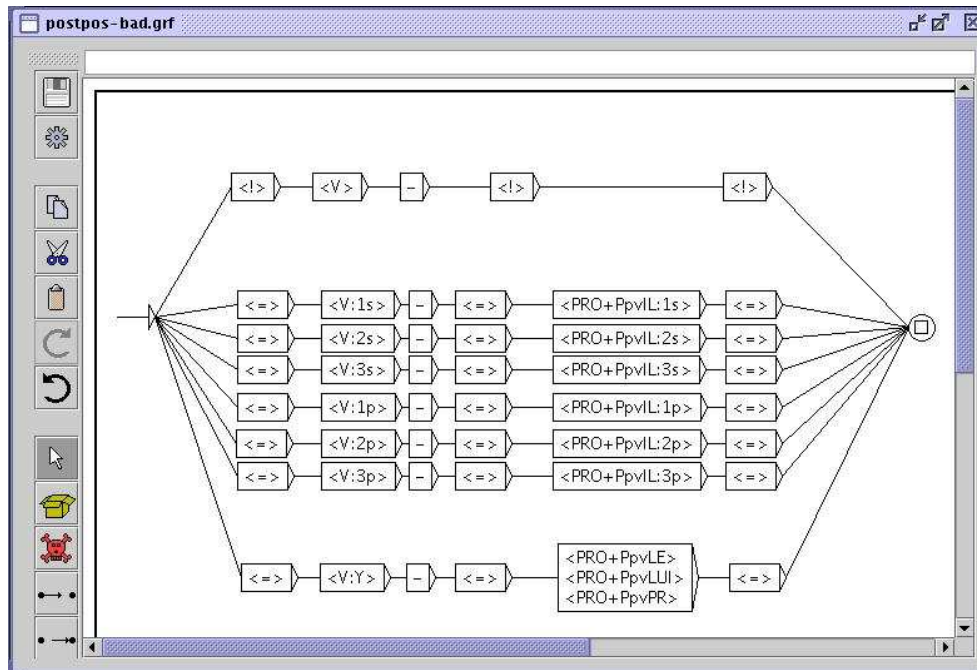 postpos-bad.grf
<!> <V> – <!> <!>
<=> <V:1s> – <=> <PRO+PpvIL:1s> <=>
<=> <V:2s> – <=> <PRO+PpvIL:2s> <=>
<=> <V:3s> – <=> <PRO+PpvIL:3s> <=>
<=> <V:1p> – <=> <PRO+PpvIL:1p> <=>
<=> <V:2p> – <=> <PRO+PpvIL:2p> <=>
<=> <V:3p> – <=> <PRO+PpvIL:3p> <=>
<PRO+PpvLE>
<=> <V:Y> – <=> <PRO+PpvLUI> <=>
<PRO+PpvPR>